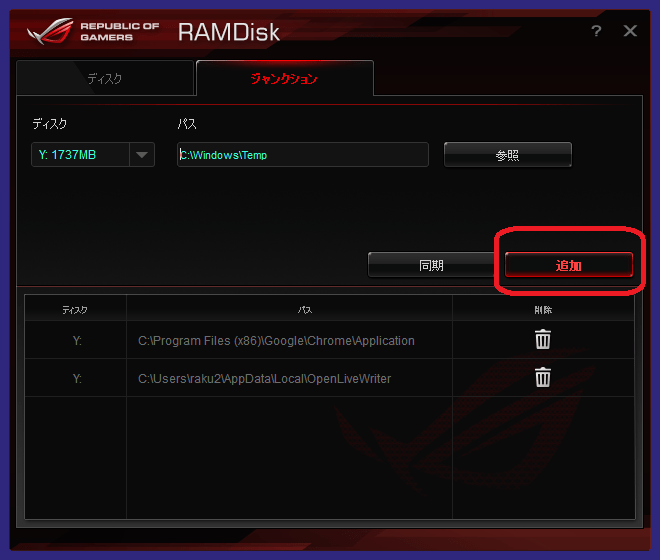 REPUBLIC OF
GAMERS
RAMDisk
?
ディスク
ジャンクション
ディスク
パス
Y: 1737MB
C:\Windows\Temp
参照
同期
追加
ディスク
パス
削除
Y:
C:\Program Files (x86)\Google\Chrome\Application
Y:
C:\Users\raku2\AppData\Local\OpenLiveWriter